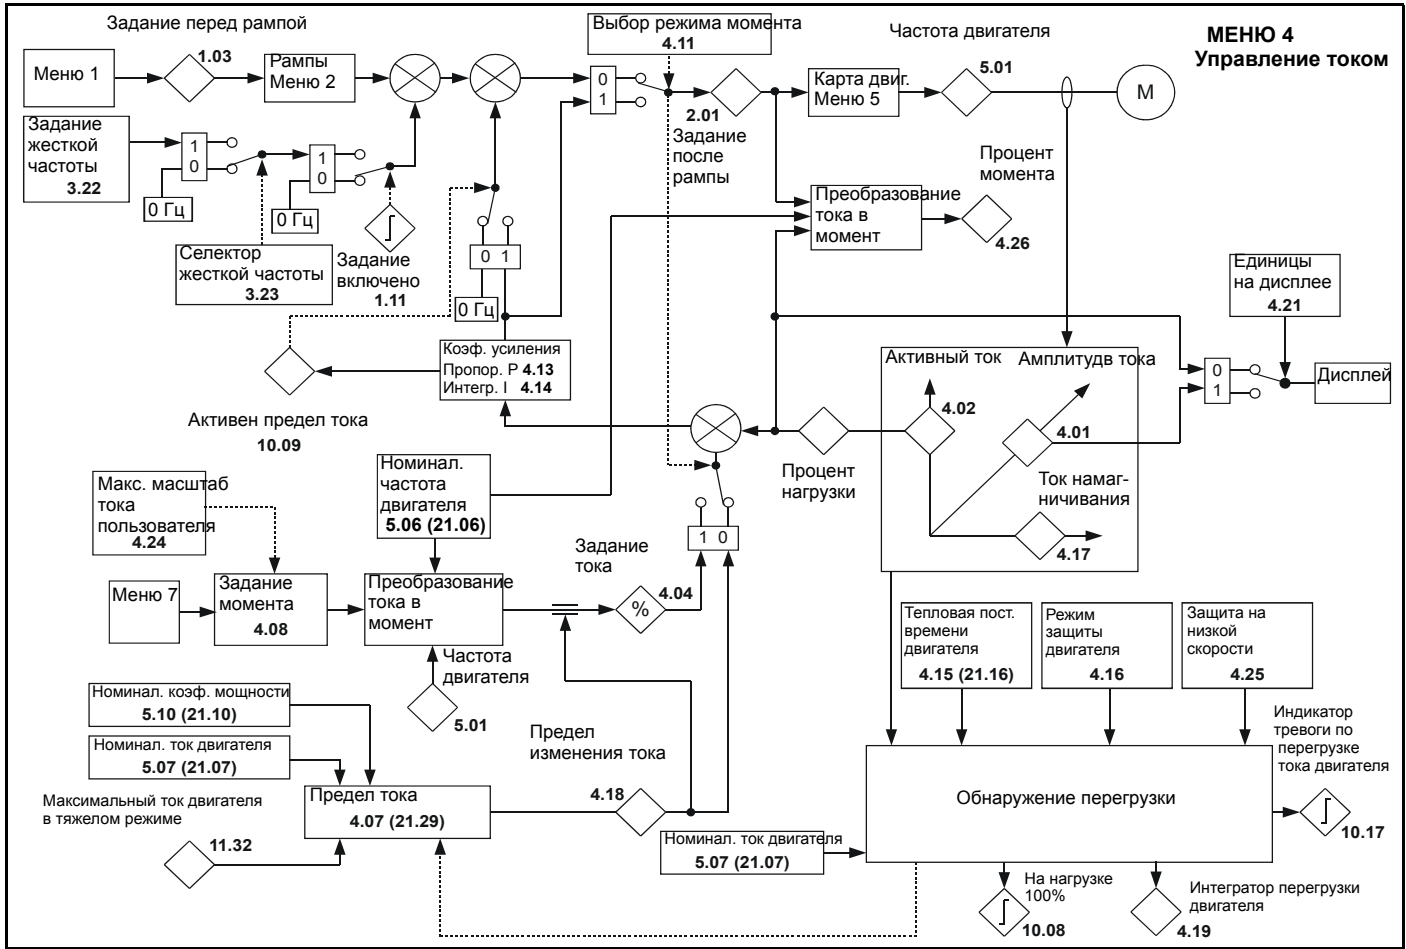 МЕНЮ 4
Управление током
Задание перед рампой
1.03
Меню 1
Рампы
Меню 2
Выбор режима момента
4.11
0
1
2.01
Задание
после
рампы
Частота двигателя
5.01
Карта двиг.
Меню 5
M
Задание
жесткой
частоты
3.22
1
0
0 Гц
1
0
0 Гц
Селектор
жесткой частоты
3.23
Задание
включено
1.11
0 1
0 Гц
Процент
момента
Преобразование
тока в
момент
4.26
Единицы
на дисплее
4.21
0
1
Дисплей
Коэф. усиления
Пропор. P 4.13
Интегр. I 4.14
Активен предел тока
10.09
Активный ток
Амплитудв тока
4.02
4.01
Ток намаг-
ничивания
4.17
Процент
нагрузки
Макс. масштаб
тока
пользователя
4.24
Номинал.
частота
двигателя
5.06 (21.06)
1 0
Задание
тока
4.04
%
Меню 7
Задание
момента
4.08
Преобразование
тока в
момент
Частота
двигателя
5.01
Тепловая пост.
времени
двигателя
4.15 (21.16)
Режим
защиты
двигателя
4.16
Защита на
низкой
скорости
4.25
Номинал. коэф. мощности
5.10 (21.10)
Номинал. ток двигателя
5.07 (21.07)
Предел
изменения тока
4.18
Индикатор
тревоги по
перегрузке
тока двигателя
10.17
Максимальный ток двигателя
в тяжелом режиме
11.32
Предел тока
4.07 (21.29)
Обнаружение перегрузки
Номинал. ток двигателя
5.07 (21.07)
На нагрузке
100%
10.08
Интегратор перегрузки
двигателя
4.19